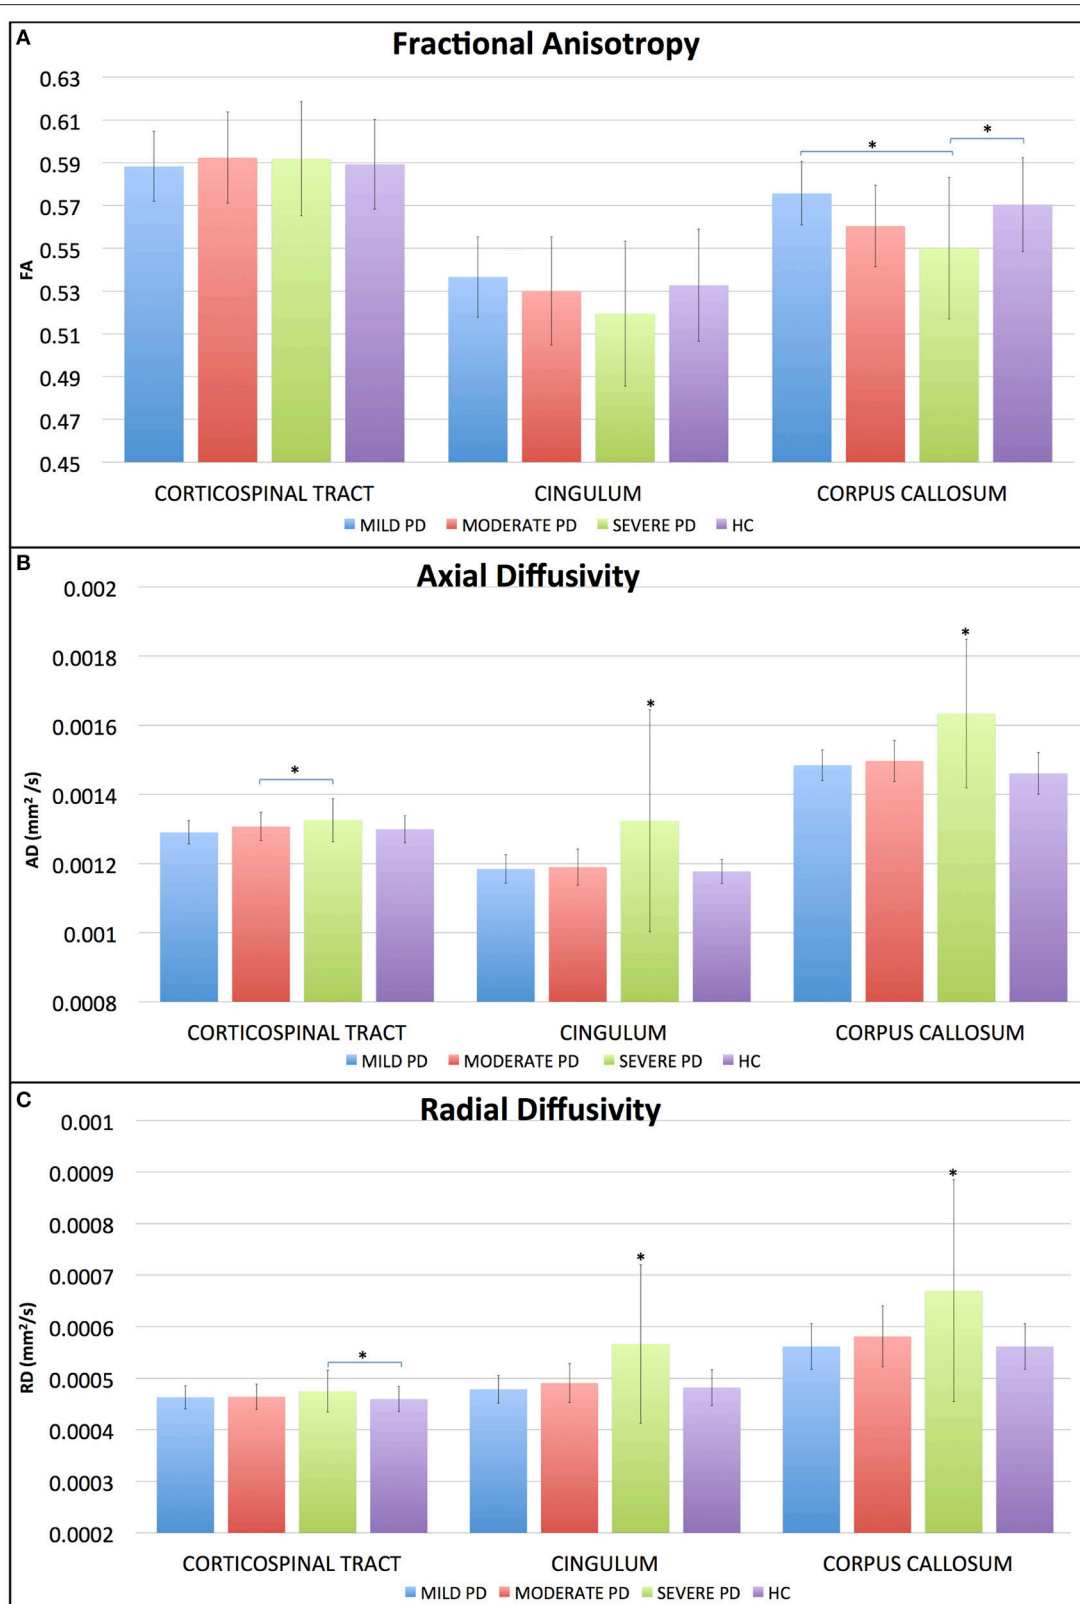 A
Fractional Anisotropy
0.63
0.61
0.59
0.57
0.55
0.53
0.51
0.49
0.47
0.45
FA
*
*
CORTICOSPINAL TRACT CINGULUM CORPUS CALLOSUM
MILD PD MODERATE PD SEVERE PD HC
B
Axial Diffusivity
0.002
0.0018
0.0016
0.0014
0.0012
0.001
0.0008
AD (mm² /s)
*
*
*
CORTICOSPINAL TRACT CINGULUM CORPUS CALLOSUM
MILD PD MODERATE PD SEVERE PD HC
C
Radial Diffusivity
0.001
0.0009
0.0008
0.0007
0.0006
0.0005
0.0004
0.0003
0.0002
RD (mm²/s)
*
*
*
CORTICOSPINAL TRACT CINGULUM CORPUS CALLOSUM
MILD PD MODERATE PD SEVERE PD HC